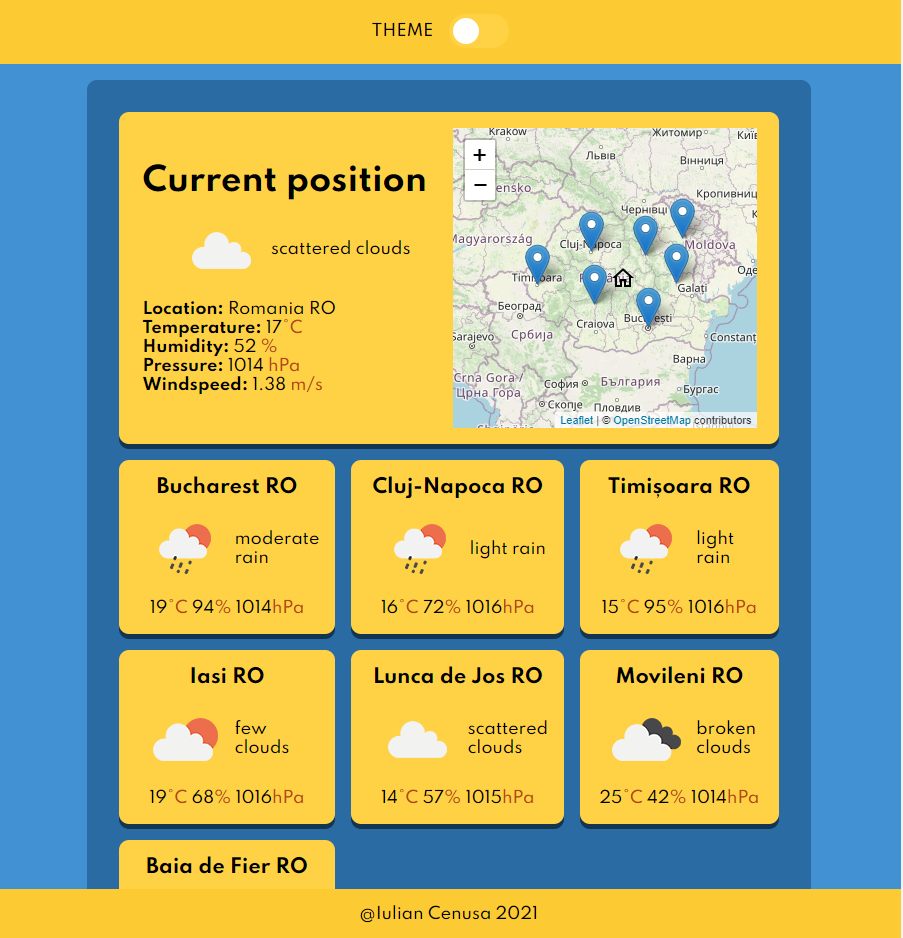 THEME
Current position
scattered clouds
Location: Romania RO
Temperature: 17°C
Humidity: 52 %
Pressure: 1014 hPa
Windspeed: 1.38 m/s
+
−
Kraków
Житомир
Київ
Львів
Вінниця
ensko
Кропивниц
Чернівці
Magyarország
Cluj-Napoca
Moldova
Timișoara
Оде
Galați
Београд
București
Craiova
Србија
Constanț
Sarajevo
Варна
Crna Gora /
Црна Гора
София
България
Бургас
Скопје
Пловдив
Leaflet | © OpenStreetMap contributors
Bucharest RO
moderate
rain
19°C 94% 1014hPa
Cluj-Napoca RO
light rain
16°C 72% 1016hPa
Timișoara RO
light
rain
15°C 95% 1016hPa
Iasi RO
few
clouds
19°C 68% 1016hPa
Lunca de Jos RO
scattered
clouds
14°C 57% 1015hPa
Movileni RO
broken
clouds
25°C 42% 1014hPa
Baia de Fier RO
@Iulian Cenusa 2021